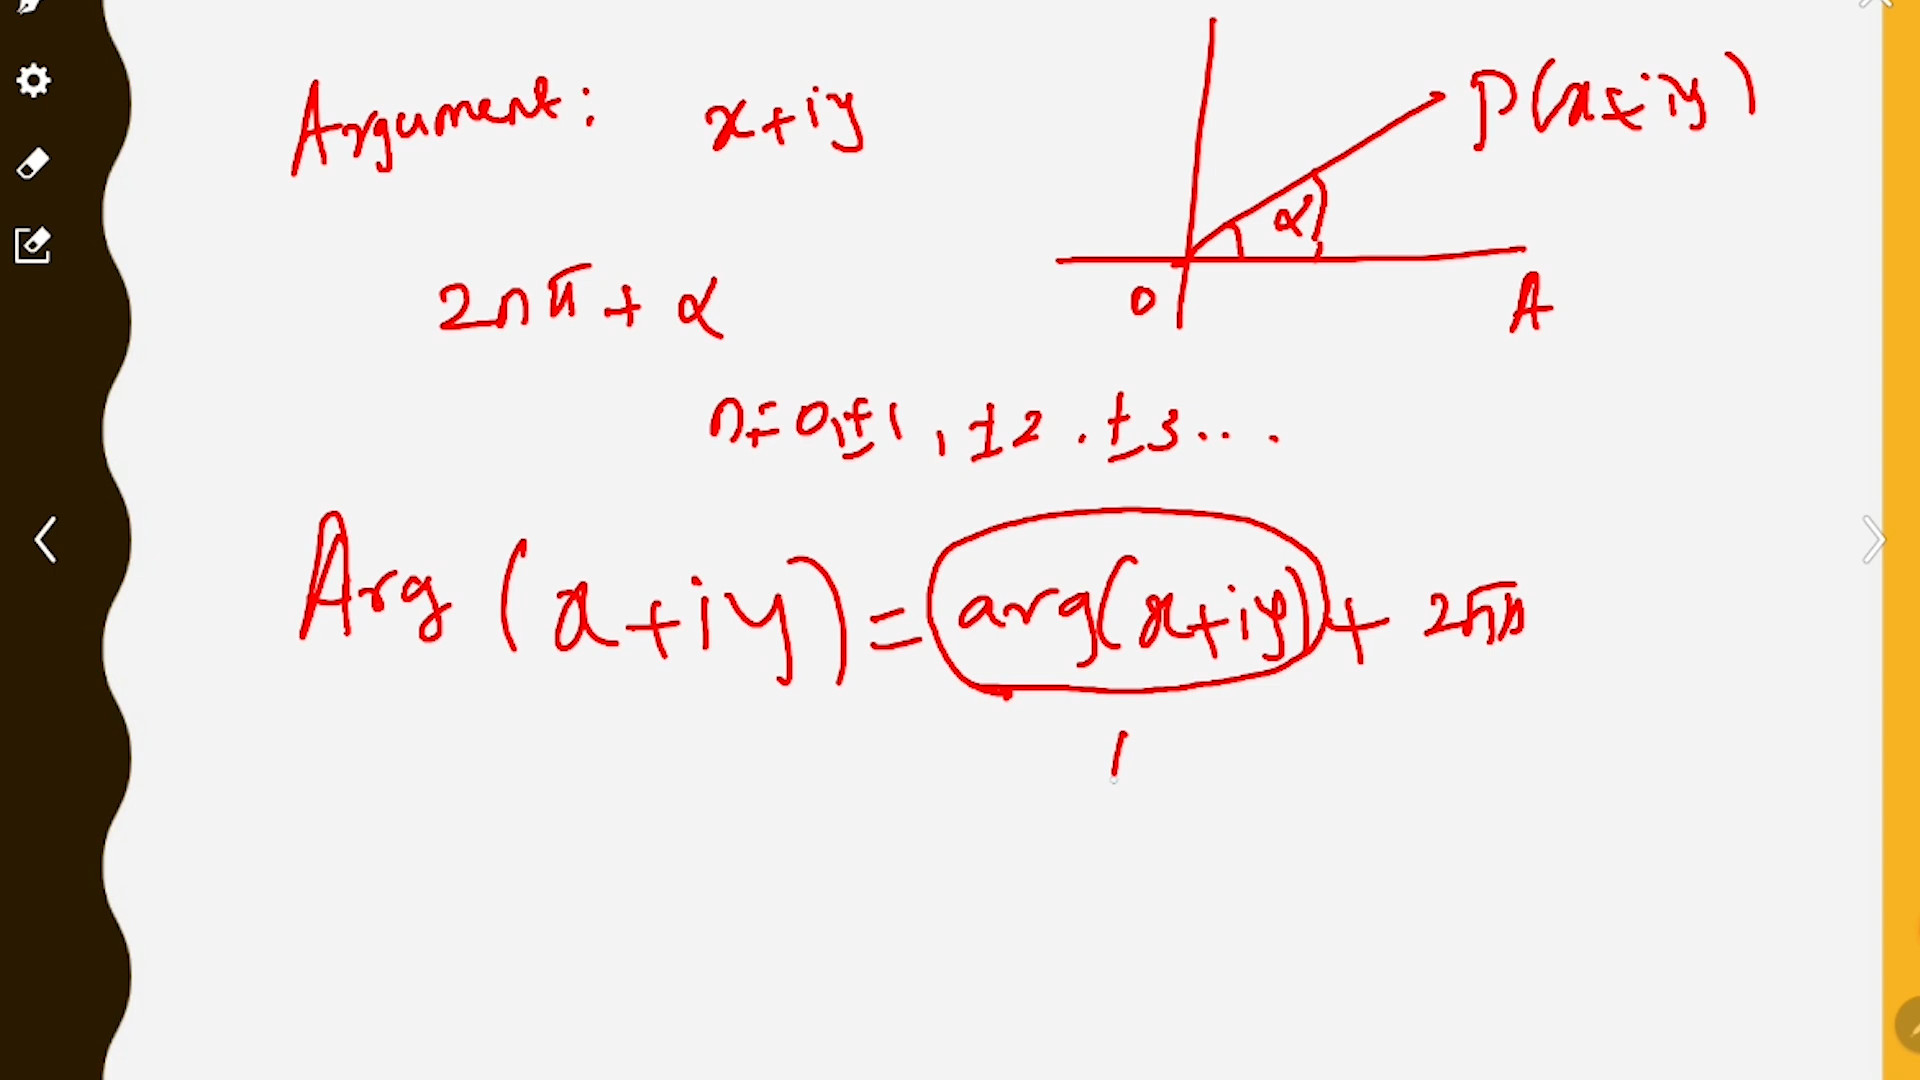 Argument: x+iy
P(x+iy)
α
O
A
2nπ + α
n=0,±1, ±2. ±3...
Arg (x+iy)= arg(x+iy)+ 2nπ